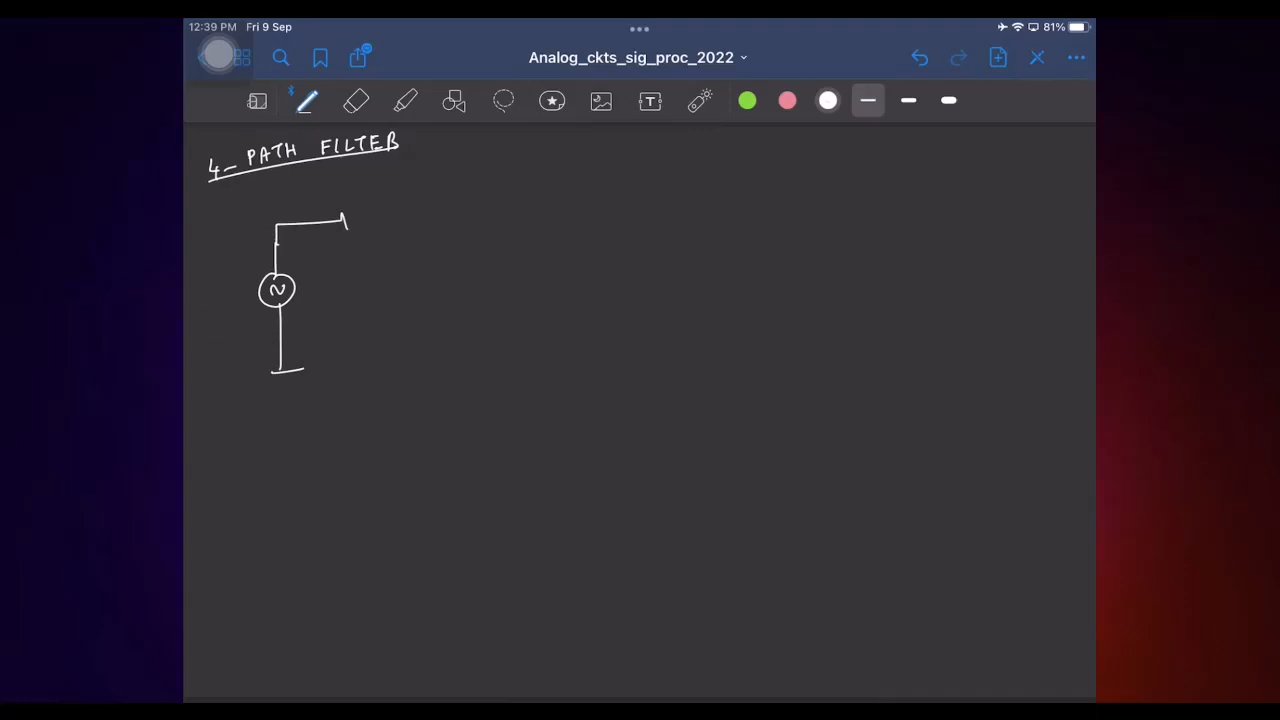 12:39 PM Fri 9 Sep
81%
Analog_ckts_sig_proc_2022
T
4- PATH FILTER